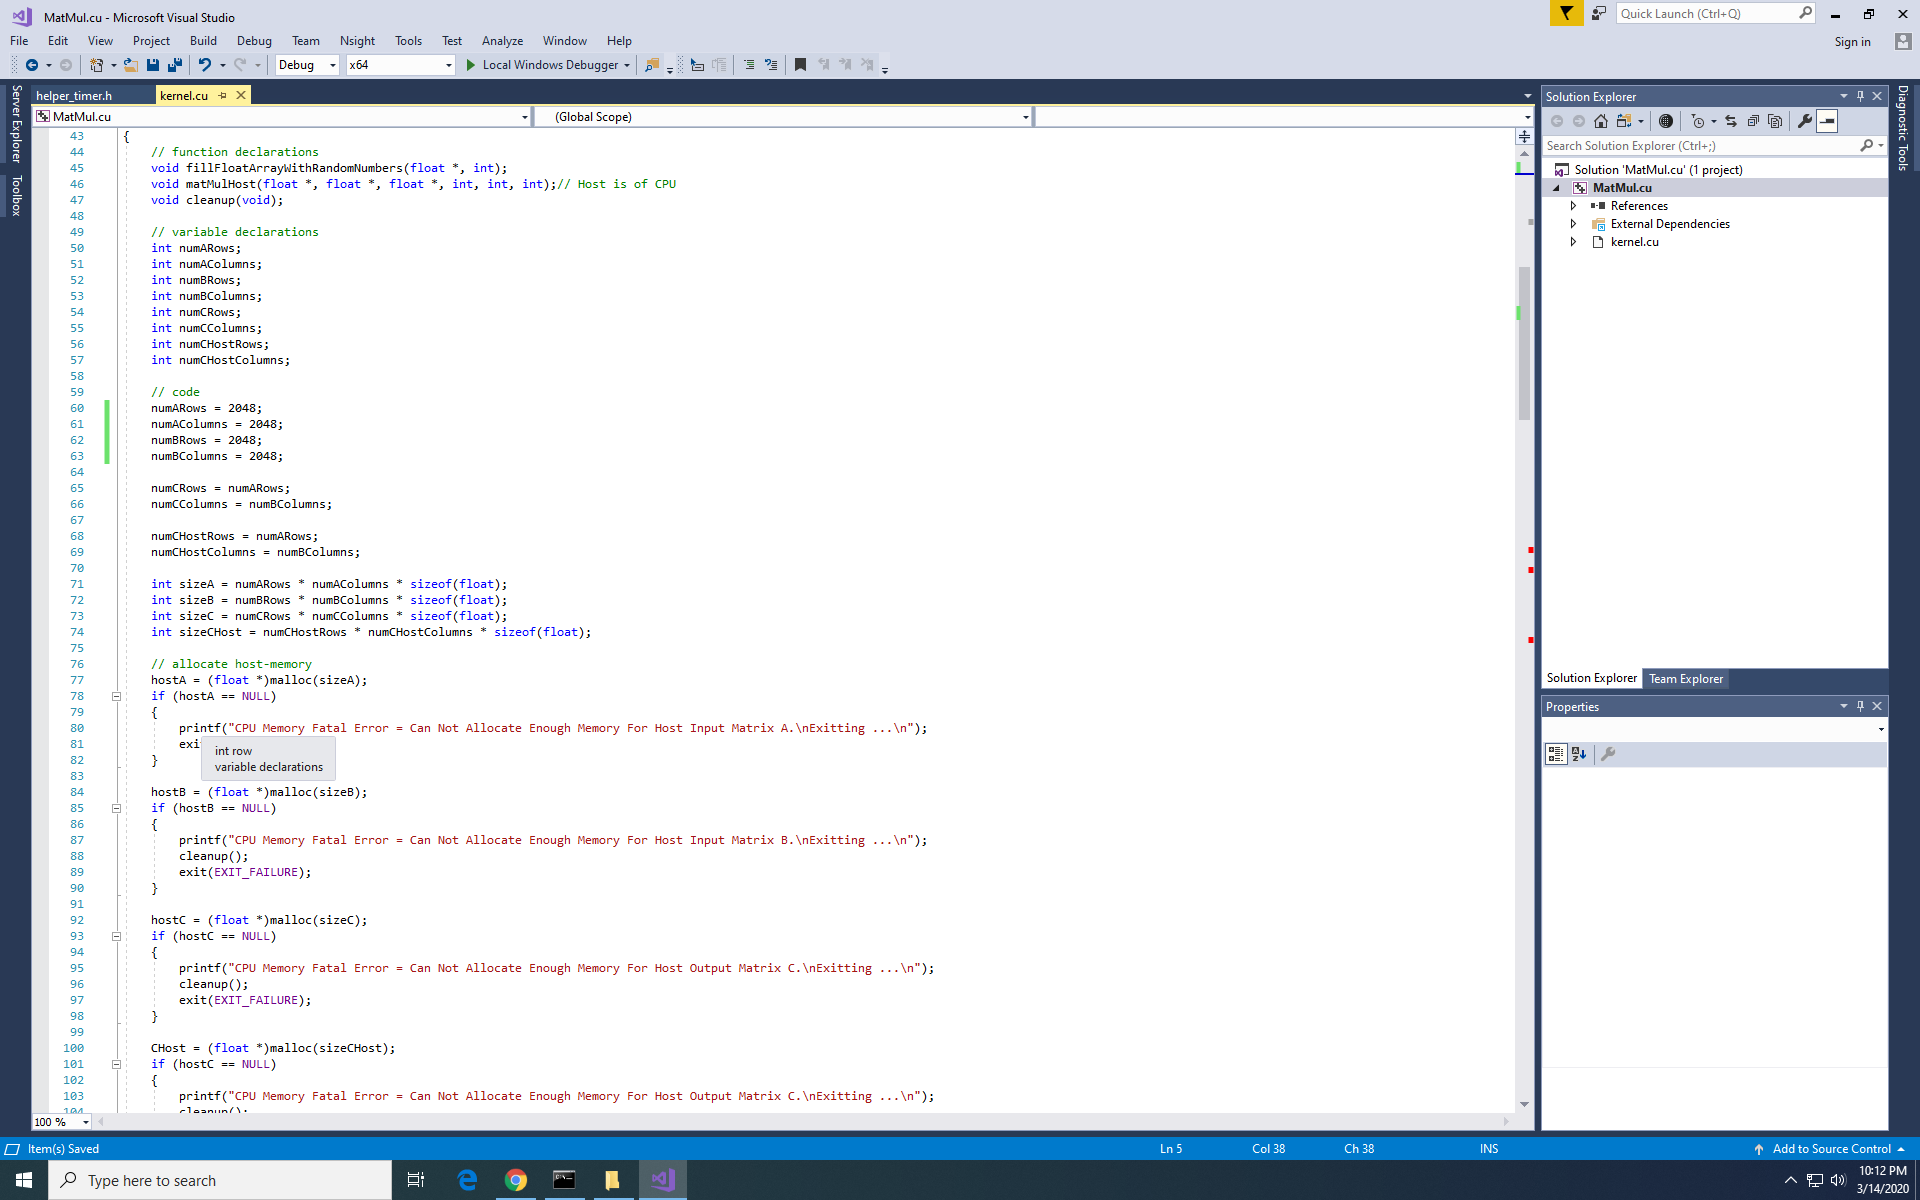 MatMul.cu - Microsoft Visual Studio
Quick Launch (Ctrl+Q)
File Edit View Project Build Debug Team Nsight Tools Test Analyze Window Help
Sign in
Debug x64 Local Windows Debugger
Server Explorer
Toolbox
helper_timer.h kernel.cu
MatMul.cu (Global Scope)
43 {
44 // function declarations
45 void fillFloatArrayWithRandomNumbers(float *, int);
46 void matMulHost(float *, float *, float *, int, int, int);// Host is of CPU
47 void cleanup(void);
48
49 // variable declarations
50 int numARows;
51 int numAColumns;
52 int numBRows;
53 int numBColumns;
54 int numCRows;
55 int numCColumns;
56 int numCHostRows;
57 int numCHostColumns;
58
59 // code
60 numARows = 2048;
61 numAColumns = 2048;
62 numBRows = 2048;
63 numBColumns = 2048;
64
65 numCRows = numARows;
66 numCColumns = numBColumns;
67
68 numCHostRows = numARows;
69 numCHostColumns = numBColumns;
70
71 int sizeA = numARows * numAColumns * sizeof(float);
72 int sizeB = numBRows * numBColumns * sizeof(float);
73 int sizeC = numCRows * numCColumns * sizeof(float);
74 int sizeCHost = numCHostRows * numCHostColumns * sizeof(float);
75
76 // allocate host-memory
77 hostA = (float *)malloc(sizeA);
78 if (hostA == NULL)
79 {
80 printf("CPU Memory Fatal Error = Can Not Allocate Enough Memory For Host Input Matrix A.\nExitting ...\n");
81 exi
int row
variable declarations
82 }
83
84 hostB = (float *)malloc(sizeB);
85 if (hostB == NULL)
86 {
87 printf("CPU Memory Fatal Error = Can Not Allocate Enough Memory For Host Input Matrix B.\nExitting ...\n");
88 cleanup();
89 exit(EXIT_FAILURE);
90 }
91
92 hostC = (float *)malloc(sizeC);
93 if (hostC == NULL)
94 {
95 printf("CPU Memory Fatal Error = Can Not Allocate Enough Memory For Host Output Matrix C.\nExitting ...\n");
96 cleanup();
97 exit(EXIT_FAILURE);
98 }
99
100 CHost = (float *)malloc(sizeCHost);
101 if (hostC == NULL)
102 {
103 printf("CPU Memory Fatal Error = Can Not Allocate Enough Memory For Host Output Matrix C.\nExitting ...\n");
104 cleanup();
100 %
Solution Explorer
Search Solution Explorer (Ctrl+;)
Solution 'MatMul.cu' (1 project)
MatMul.cu
References
External Dependencies
kernel.cu
Solution Explorer Team Explorer
Properties
Diagnostic Tools
Item(s) Saved Ln 5 Col 38 Ch 38 INS Add to Source Control
Type here to search
10:12 PM
3/14/2020